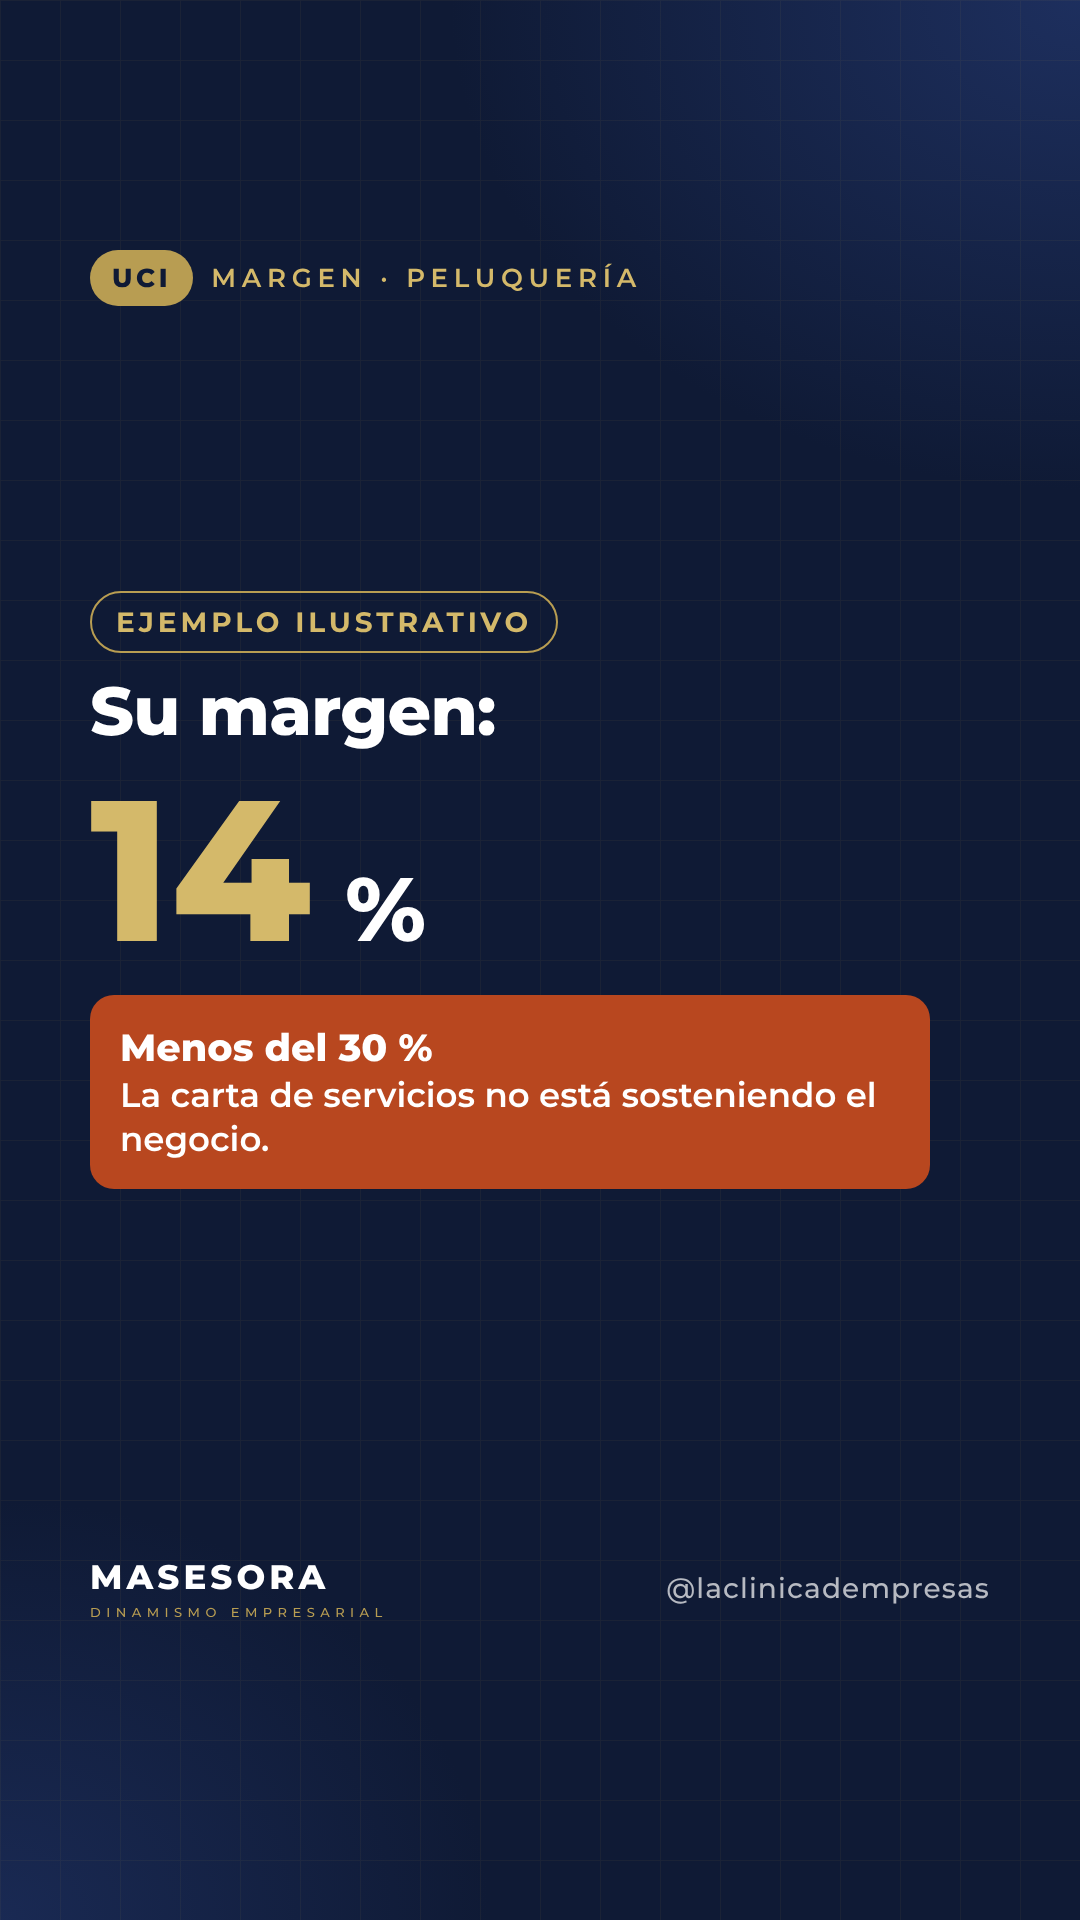 UCI MARGEN · PELUQUERÍA
EJEMPLO ILUSTRATIVO
Su margen:
14 %
Menos del 30 %
La carta de servicios no está sosteniendo el
negocio.
MASESORA
DINAMISMO EMPRESARIAL
@laclinicadempresas